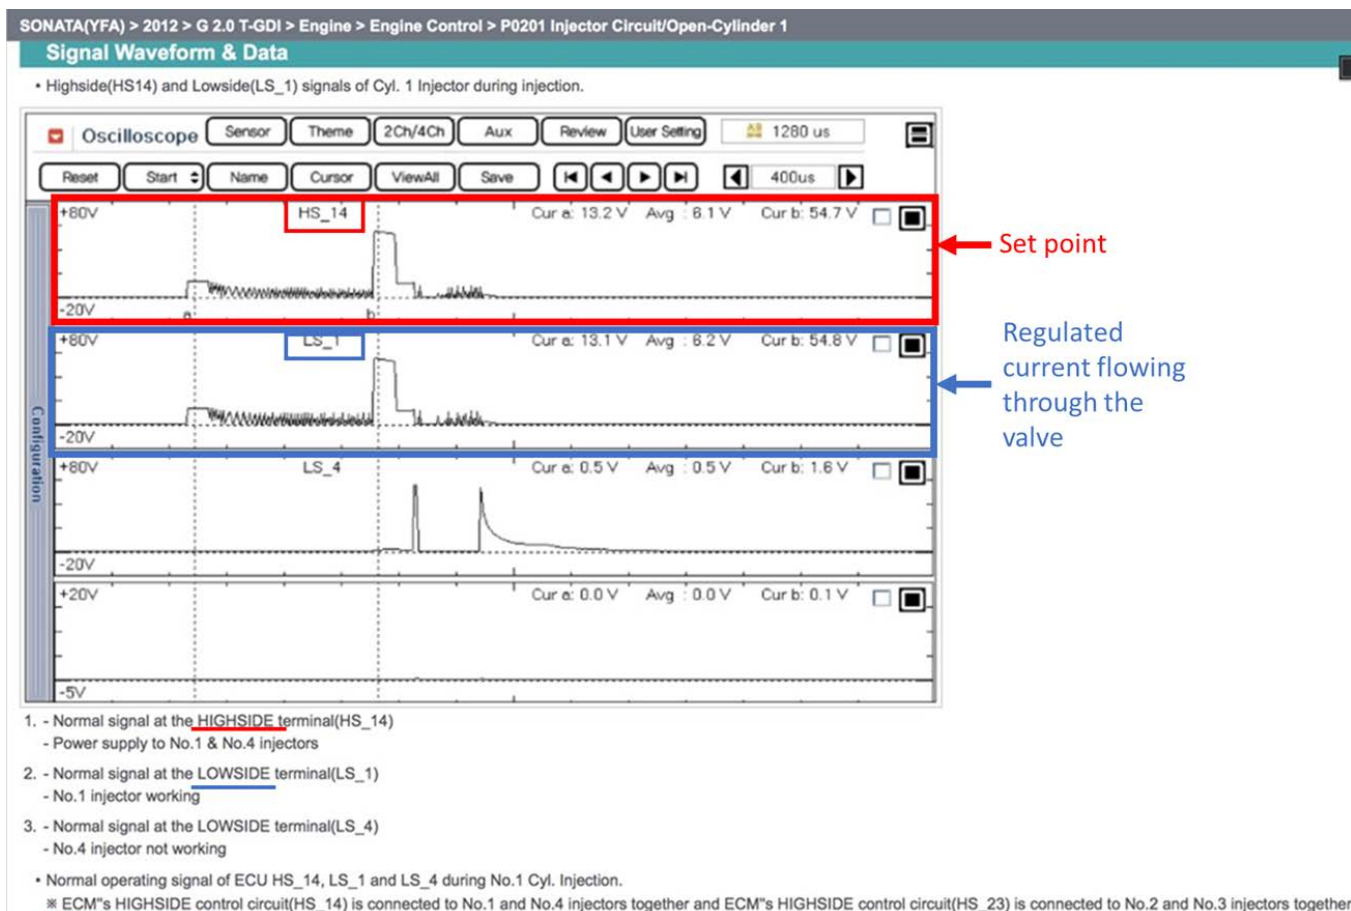 SONATA(YFA) > 2012 > G 2.0 T-GDI > Engine > Engine Control > P0201 Injector Circuit/Open-Cylinder 1
Signal Waveform & Data
• Highside(HS14) and Lowside(LS_1) signals of Cyl. 1 Injector during injection.
Oscilloscope Sensor Theme 2Ch/4Ch Aux Review User Setting AB 1280 us
Reset Start Name Cursor ViewAll Save 400us
+80V HS_14 Cur a: 13.2 V Avg : 6.1 V Cur b: 54.7 V
Set point
-20V a b
+80V LS_1 Cur a: 13.1 V Avg : 6.2 V Cur b: 54.8 V
Regulated
current flowing
through the
valve
-20V
Configuration
+80V LS_4 Cur a: 0.5 V Avg : 0.5 V Cur b: 1.6 V
-20V
+20V Cur a: 0.0 V Avg : 0.0 V Cur b: 0.1 V
-5V
1. - Normal signal at the HIGHSIDE terminal(HS_14)
- Power supply to No.1 & No.4 injectors
2. - Normal signal at the LOWSIDE terminal(LS_1)
- No.1 injector working
3. - Normal signal at the LOWSIDE terminal(LS_4)
- No.4 injector not working
• Normal operating signal of ECU HS_14, LS_1 and LS_4 during No.1 Cyl. Injection.
※ ECM"s HIGHSIDE control circuit(HS_14) is connected to No.1 and No.4 injectors together and ECM"s HIGHSIDE control circuit(HS_23) is connected to No.2 and No.3 injectors together